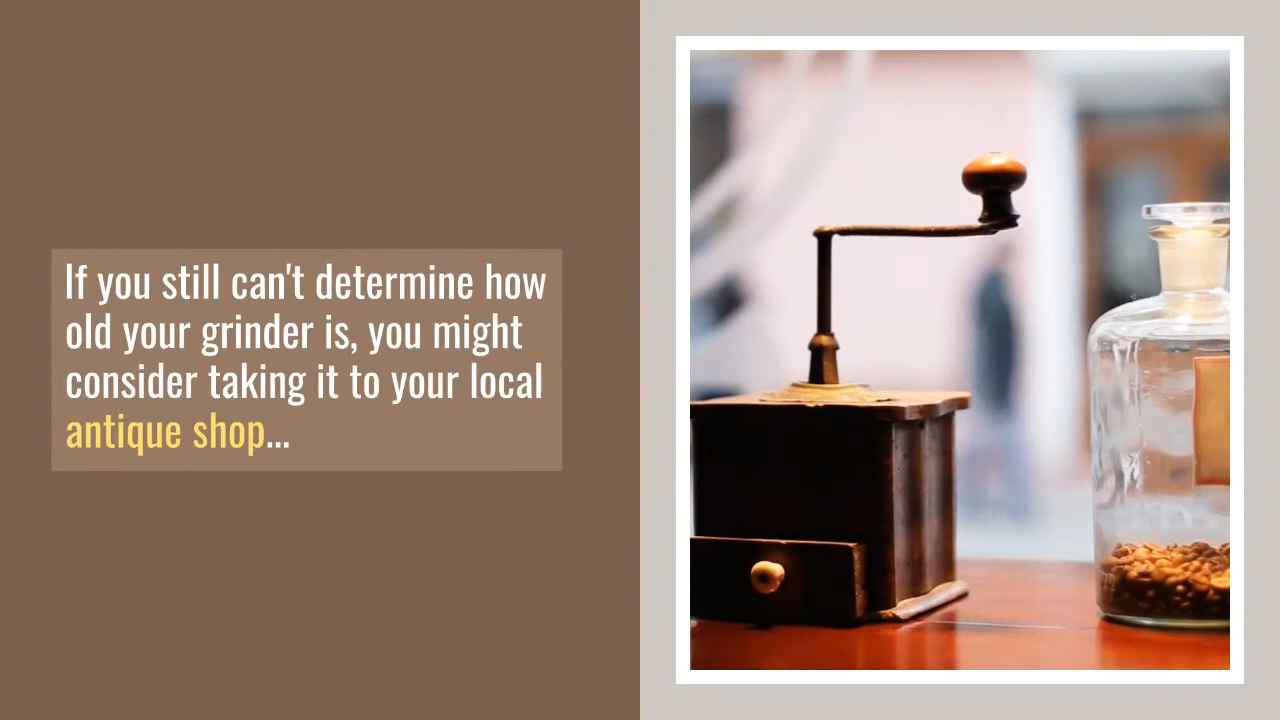 If you still can't determine how
old your grinder is, you might
consider taking it to your local
antique shop...